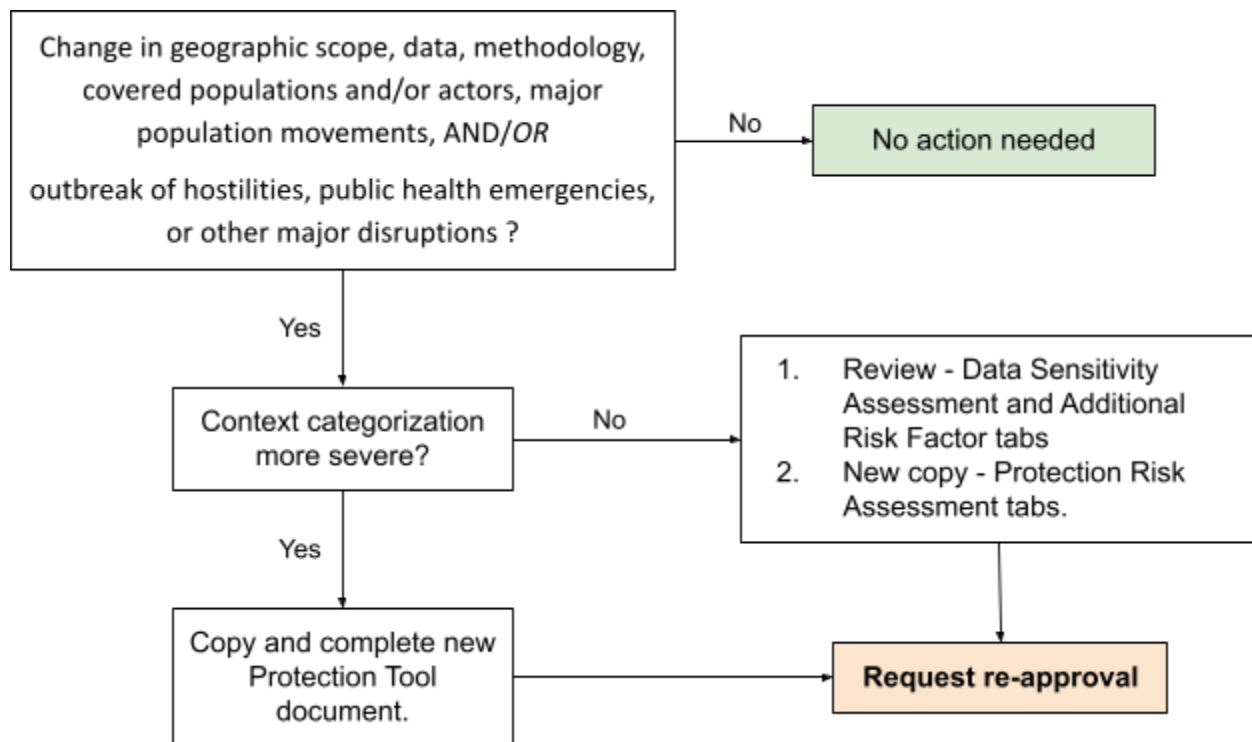 Change in geographic scope, data, methodology,
covered populations and/or actors, major
population movements, AND/OR
outbreak of hostilities, public health emergencies,
or other major disruptions ?
No
No action needed
Yes
Context categorization
more severe?
No
1. Review - Data Sensitivity
Assessment and Additional
Risk Factor tabs
2. New copy - Protection Risk
Assessment tabs.
Yes
Copy and complete new
Protection Tool
document.
Request re-approval